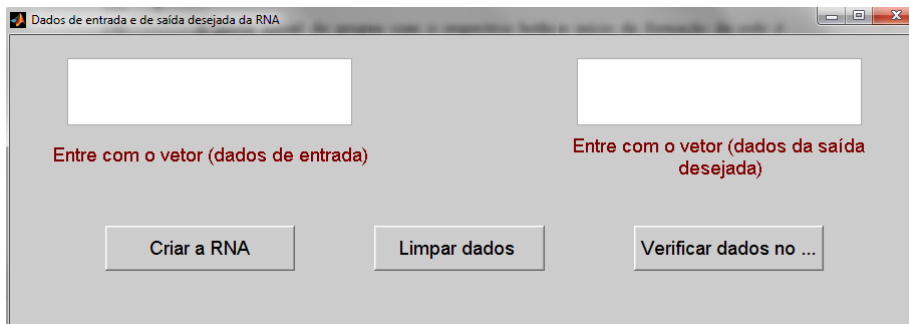 Dados de entrada e de saída desejada da RNA
Entre com o vetor (dados de entrada)
Entre com o vetor (dados da saída
desejada)
Criar a RNA
Limpar dados
Verificar dados no ...